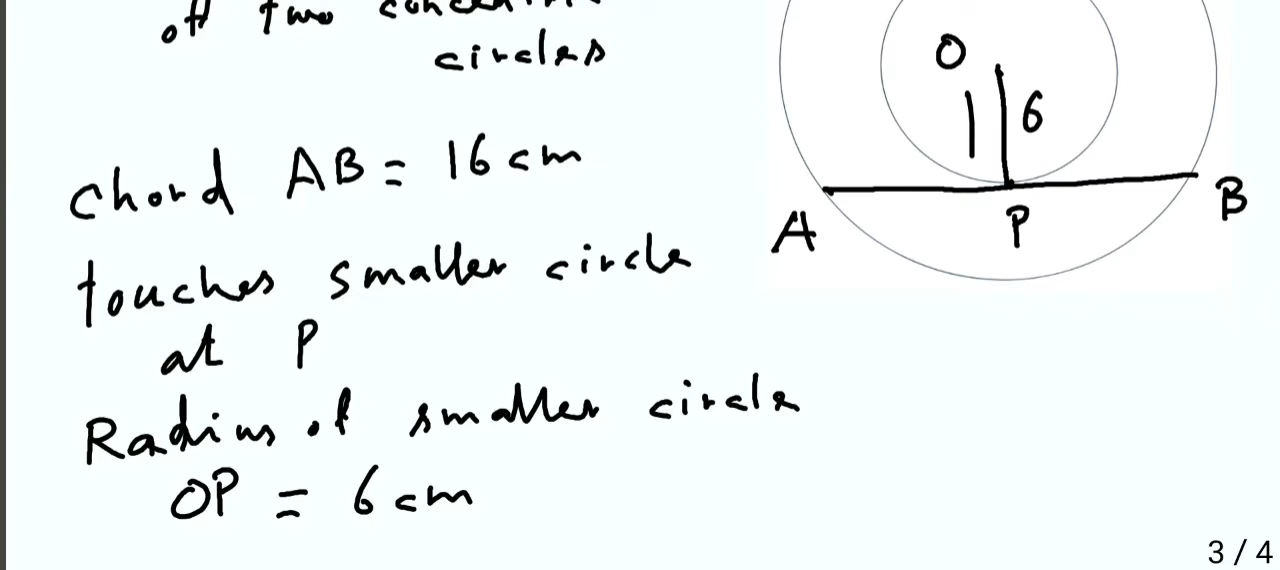 of two
circles
chord AB = 16 cm
touches smaller circle
at P
Radius of smaller circle
OP = 6 cm
O
6
A
P
B
3 / 4